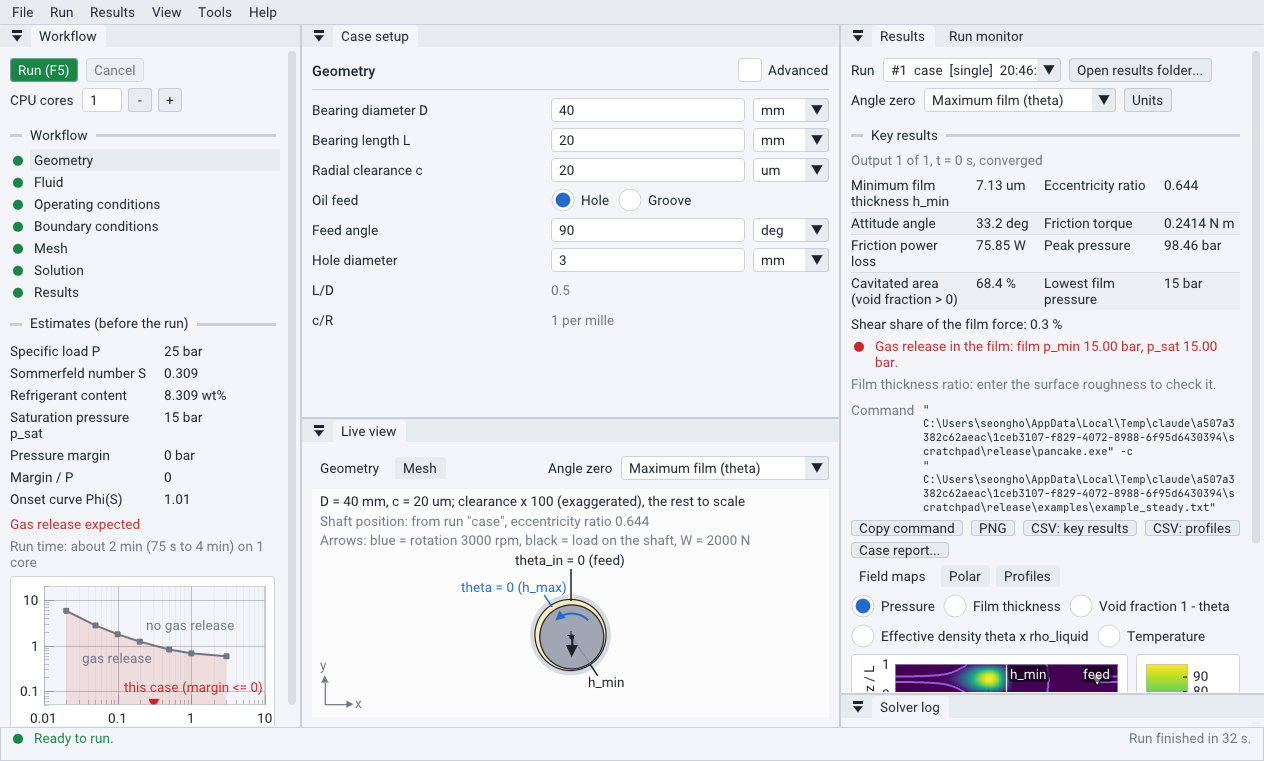 File Run Results View Tools Help
Workflow
Run (F5) Cancel
CPU cores 1 - +
Workflow
Geometry
Fluid
Operating conditions
Boundary conditions
Mesh
Solution
Results
Estimates (before the run)
Specific load P 25 bar
Sommerfeld number S 0.309
Refrigerant content 8.309 wt%
Saturation pressure 15 bar
p_sat
Pressure margin 0 bar
Margin / P 0
Onset curve Phi(S) 1.01
Gas release expected
Run time: about 2 min (75 s to 4 min) on 1
core
10
no gas release
1
gas release
this case (margin <= 0)
0.1
0.01 0.1 1 10
Case setup
Geometry Advanced
Bearing diameter D 40 mm
Bearing length L 20 mm
Radial clearance c 20 um
Oil feed Hole Groove
Feed angle 90 deg
Hole diameter 3 mm
L/D 0.5
c/R 1 per mille
Live view
Geometry Mesh Angle zero Maximum film (theta)
D = 40 mm, c = 20 um; clearance x 100 (exaggerated), the rest to scale
Shaft position: from run "case", eccentricity ratio 0.644
Arrows: blue = rotation 3000 rpm, black = load on the shaft, W = 2000 N
theta_in = 0 (feed)
theta = 0 (h_max)
h_min
y
x
Results Run monitor
Run #1 case [single] 20:46: Open results folder...
Angle zero Maximum film (theta) Units
Key results
Output 1 of 1, t = 0 s, converged
Minimum film 7.13 um Eccentricity ratio 0.644
thickness h_min
Attitude angle 33.2 deg Friction torque 0.2414 N m
Friction power 75.85 W Peak pressure 98.46 bar
loss
Cavitated area 68.4 % Lowest film 15 bar
(void fraction > 0) pressure
Shear share of the film force: 0.3 %
Gas release in the film: film p_min 15.00 bar, p_sat 15.00
bar.
Film thickness ratio: enter the surface roughness to check it.
Command "
C:\Users\seongho\AppData\Local\Temp\claude\a507a3
382c62aeac\1ceb3107-f829-4072-8988-6f95d6430394\s
cratchpad\release\pancake.exe" -c
"
C:\Users\seongho\AppData\Local\Temp\claude\a507a3
382c62aeac\1ceb3107-f829-4072-8988-6f95d6430394\s
cratchpad\release\examples\example_steady.txt"
Copy command PNG CSV: key results CSV: profiles
Case report...
Field maps Polar Profiles
Pressure Film thickness Void fraction 1 - theta
Effective density theta x rho_liquid Temperature
1
z / L
h_min feed
90
80
Solver log
Ready to run. Run finished in 32 s.